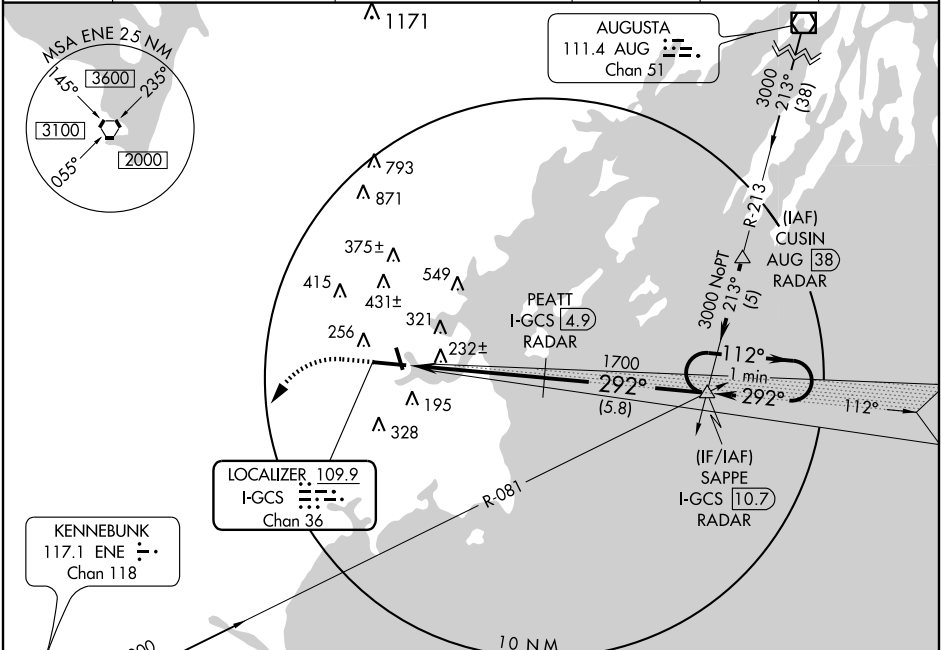 MSA ENE 25 NM
145°
3600
235°
3100
2000
055°
1171
AUGUSTA
111.4 AUG
Chan 51
3000
213°
(38)
R-213
(IAF)
CUSIN
AUG 38
RADAR
3000 NoPT
213°
(5)
793
871
375±
415
431±
549
321
256
232±
195
328
PEATT
I-GCS 4.9
RADAR
1700
292°
(5.8)
112°
1 min
292°
112°
(IF/IAF)
SAPPE
I-GCS 10.7
RADAR
LOCALIZER 109.9
I-GCS
Chan 36
R-081
KENNEBUNK
117.1 ENE
Chan 118
10 NM